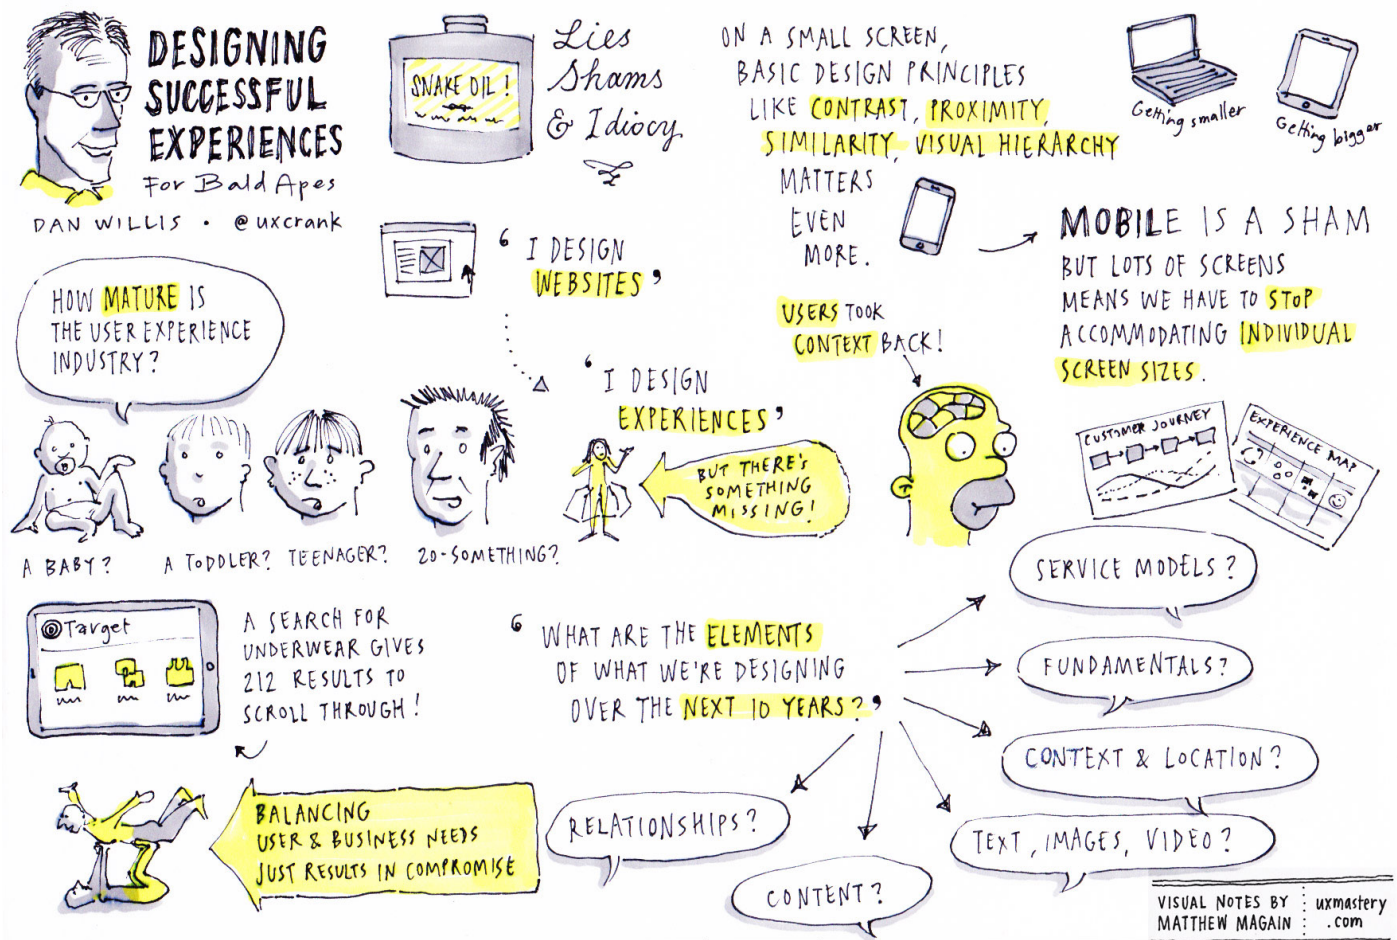 DESIGNING
SUCCESSFUL
EXPERIENCES
For Bald Apes
DAN WILLIS • @uxcrank
SNAKE OIL!
Lies
Shams
& Idiocy
ON A SMALL SCREEN,
BASIC DESIGN PRINCIPLES
LIKE CONTRAST, PROXIMITY,
SIMILARITY, VISUAL HIERARCHY
MATTERS
EVEN
MORE.
Getting smaller
Getting bigger
MOBILE IS A SHAM
BUT LOTS OF SCREENS
MEANS WE HAVE TO STOP
ACCOMMODATING INDIVIDUAL
SCREEN SIZES.
HOW MATURE IS
THE USER EXPERIENCE
INDUSTRY?
A BABY?
A TODDLER?
TEENAGER?
20-SOMETHING?
‘I DESIGN
WEBSITES’
‘I DESIGN
EXPERIENCES’
BUT THERE'S
SOMETHING
MISSING!
USERS TOOK
CONTEXT BACK!
CUSTOMER JOURNEY
EXPERIENCE MAP
Target
A SEARCH FOR
UNDERWEAR GIVES
212 RESULTS TO
SCROLL THROUGH!
BALANCING
USER & BUSINESS NEEDS
JUST RESULTS IN COMPROMISE
‘WHAT ARE THE ELEMENTS
OF WHAT WE'RE DESIGNING
OVER THE NEXT 10 YEARS?’
SERVICE MODELS?
FUNDAMENTALS?
CONTEXT & LOCATION?
TEXT, IMAGES, VIDEO?
CONTENT?
RELATIONSHIPS?
VISUAL NOTES BY
MATTHEW MAGAIN
uxmastery
.com